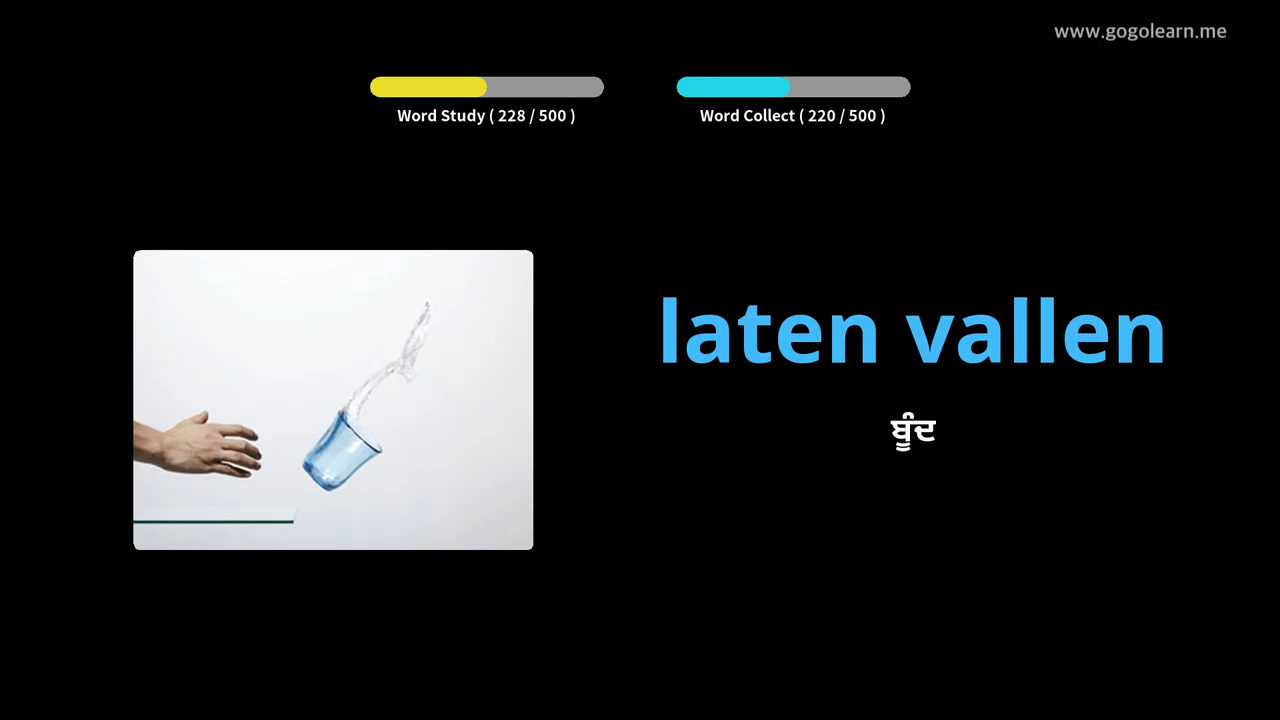 www.gogolearn.me
Word Study ( 228 / 500 )
Word Collect ( 220 / 500 )
laten vallen
ਬੂੰਦ